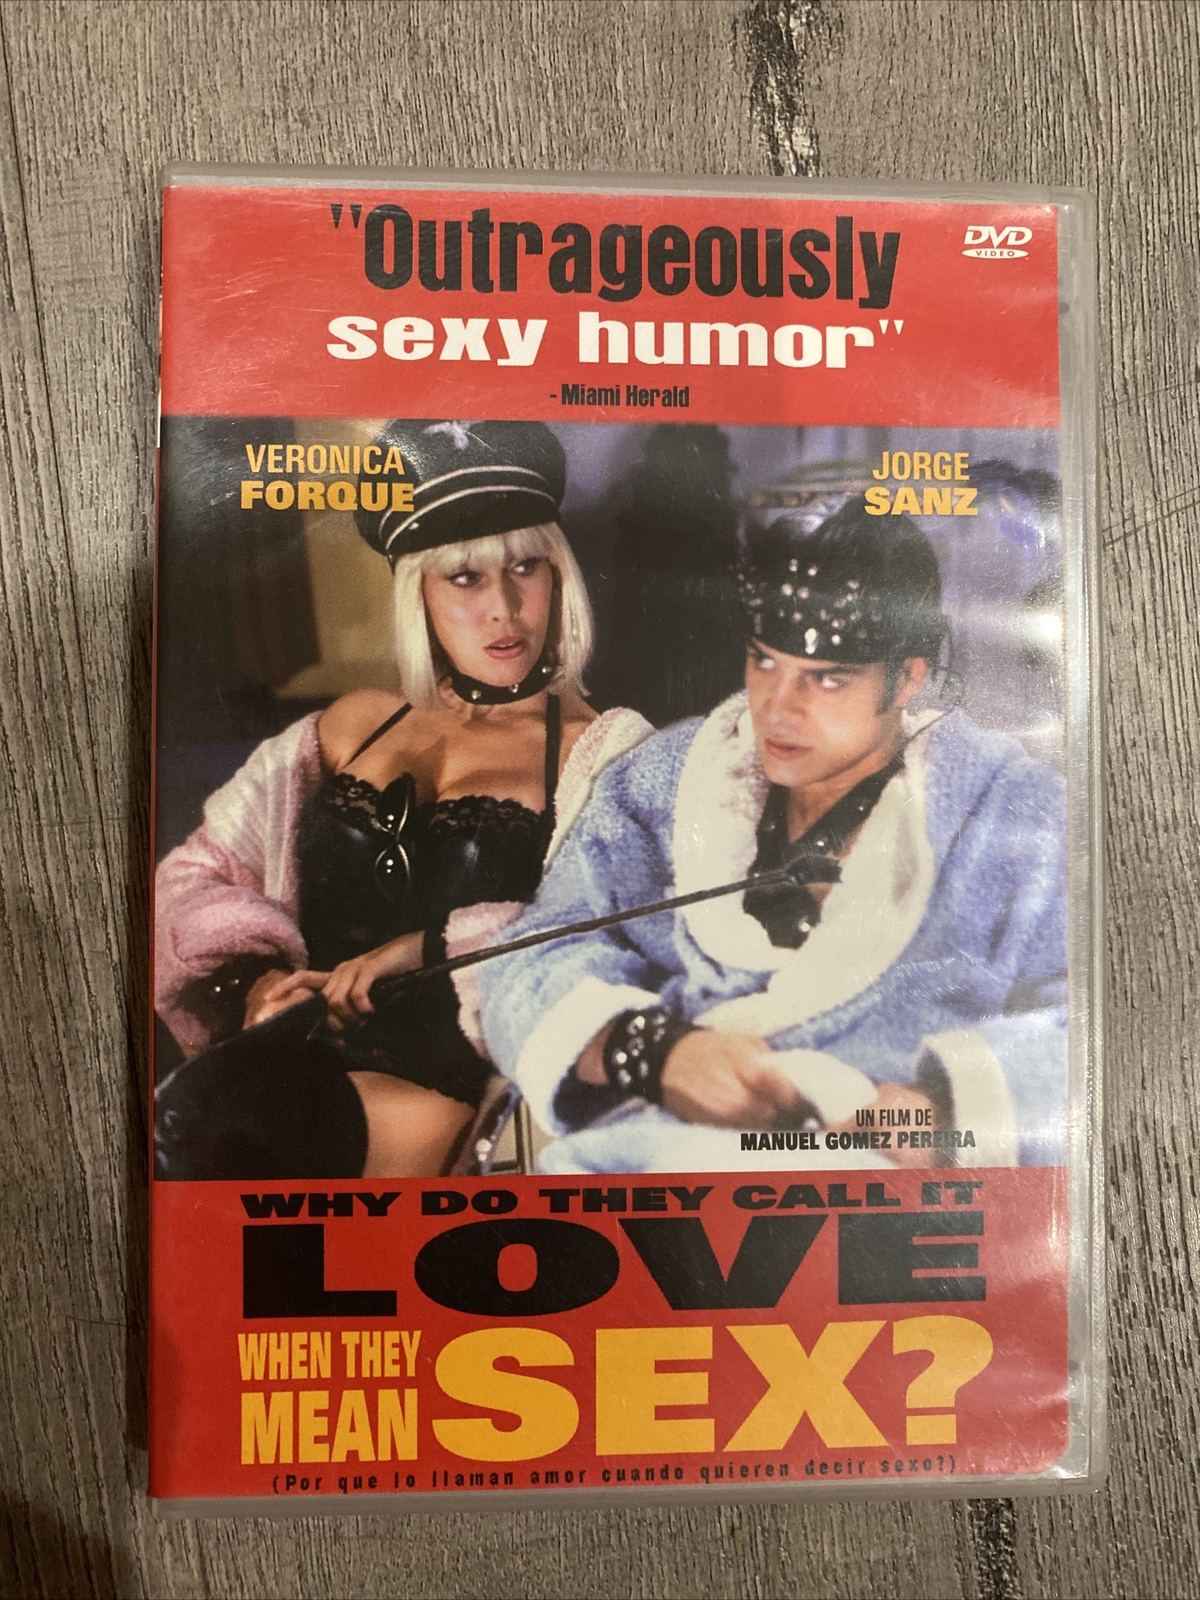 "Outrageously
sexy humor"
- Miami Herald
DVD
VIDEO
VERONICA
FORQUE
JORGE
SANZ
UN FILM DE
MANUEL GOMEZ PEREIRA
WHY DO THEY CALL IT
LOVE
WHEN THEY
MEAN
SEX?
(Por que lo llaman amor cuando quieren decir sexo?)